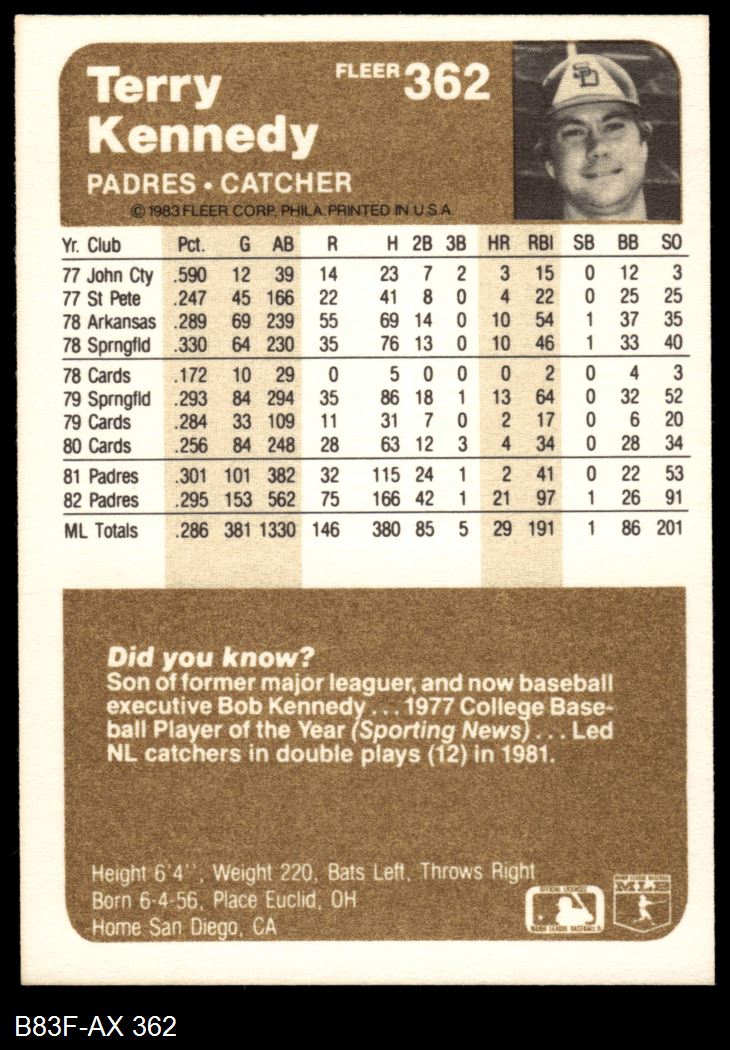 Terry
Kennedy
FLEER 362
PADRES • CATCHER
© 1983 FLEER CORP. PHILA. PRINTED IN U.S.A.
SD
Yr. Club Pct. G AB R H 2B 3B HR RBI SB BB SO
77 John Cty .590 12 39 14 23 7 2 3 15 0 12 3
77 St Pete .247 45 166 22 41 8 0 4 22 0 25 25
78 Arkansas .289 69 239 55 69 14 0 10 54 1 37 35
78 Sprngfld .330 64 230 35 76 13 0 10 46 1 33 40
78 Cards .172 10 29 0 5 0 0 0 2 0 4 3
79 Sprngfld .293 84 294 35 86 18 1 13 64 0 32 52
79 Cards .284 33 109 11 31 7 0 2 17 0 6 20
80 Cards .256 84 248 28 63 12 3 4 34 0 28 34
81 Padres .301 101 382 32 115 24 1 2 41 0 22 53
82 Padres .295 153 562 75 166 42 1 21 97 1 26 91
ML Totals .286 381 1330 146 380 85 5 29 191 1 86 201
Did you know?
Son of former major leaguer, and now baseball
executive Bob Kennedy . . . 1977 College Base-
ball Player of the Year (Sporting News) . . . Led
NL catchers in double plays (12) in 1981.
Height 6'4'', Weight 220, Bats Left, Throws Right
Born 6-4-56, Place Euclid, OH
Home San Diego, CA
OFFICIAL LICENSEE
MAJOR LEAGUE BASEBALL
MAJOR LEAGUE BASEBALL
MLB
B83F-AX 362